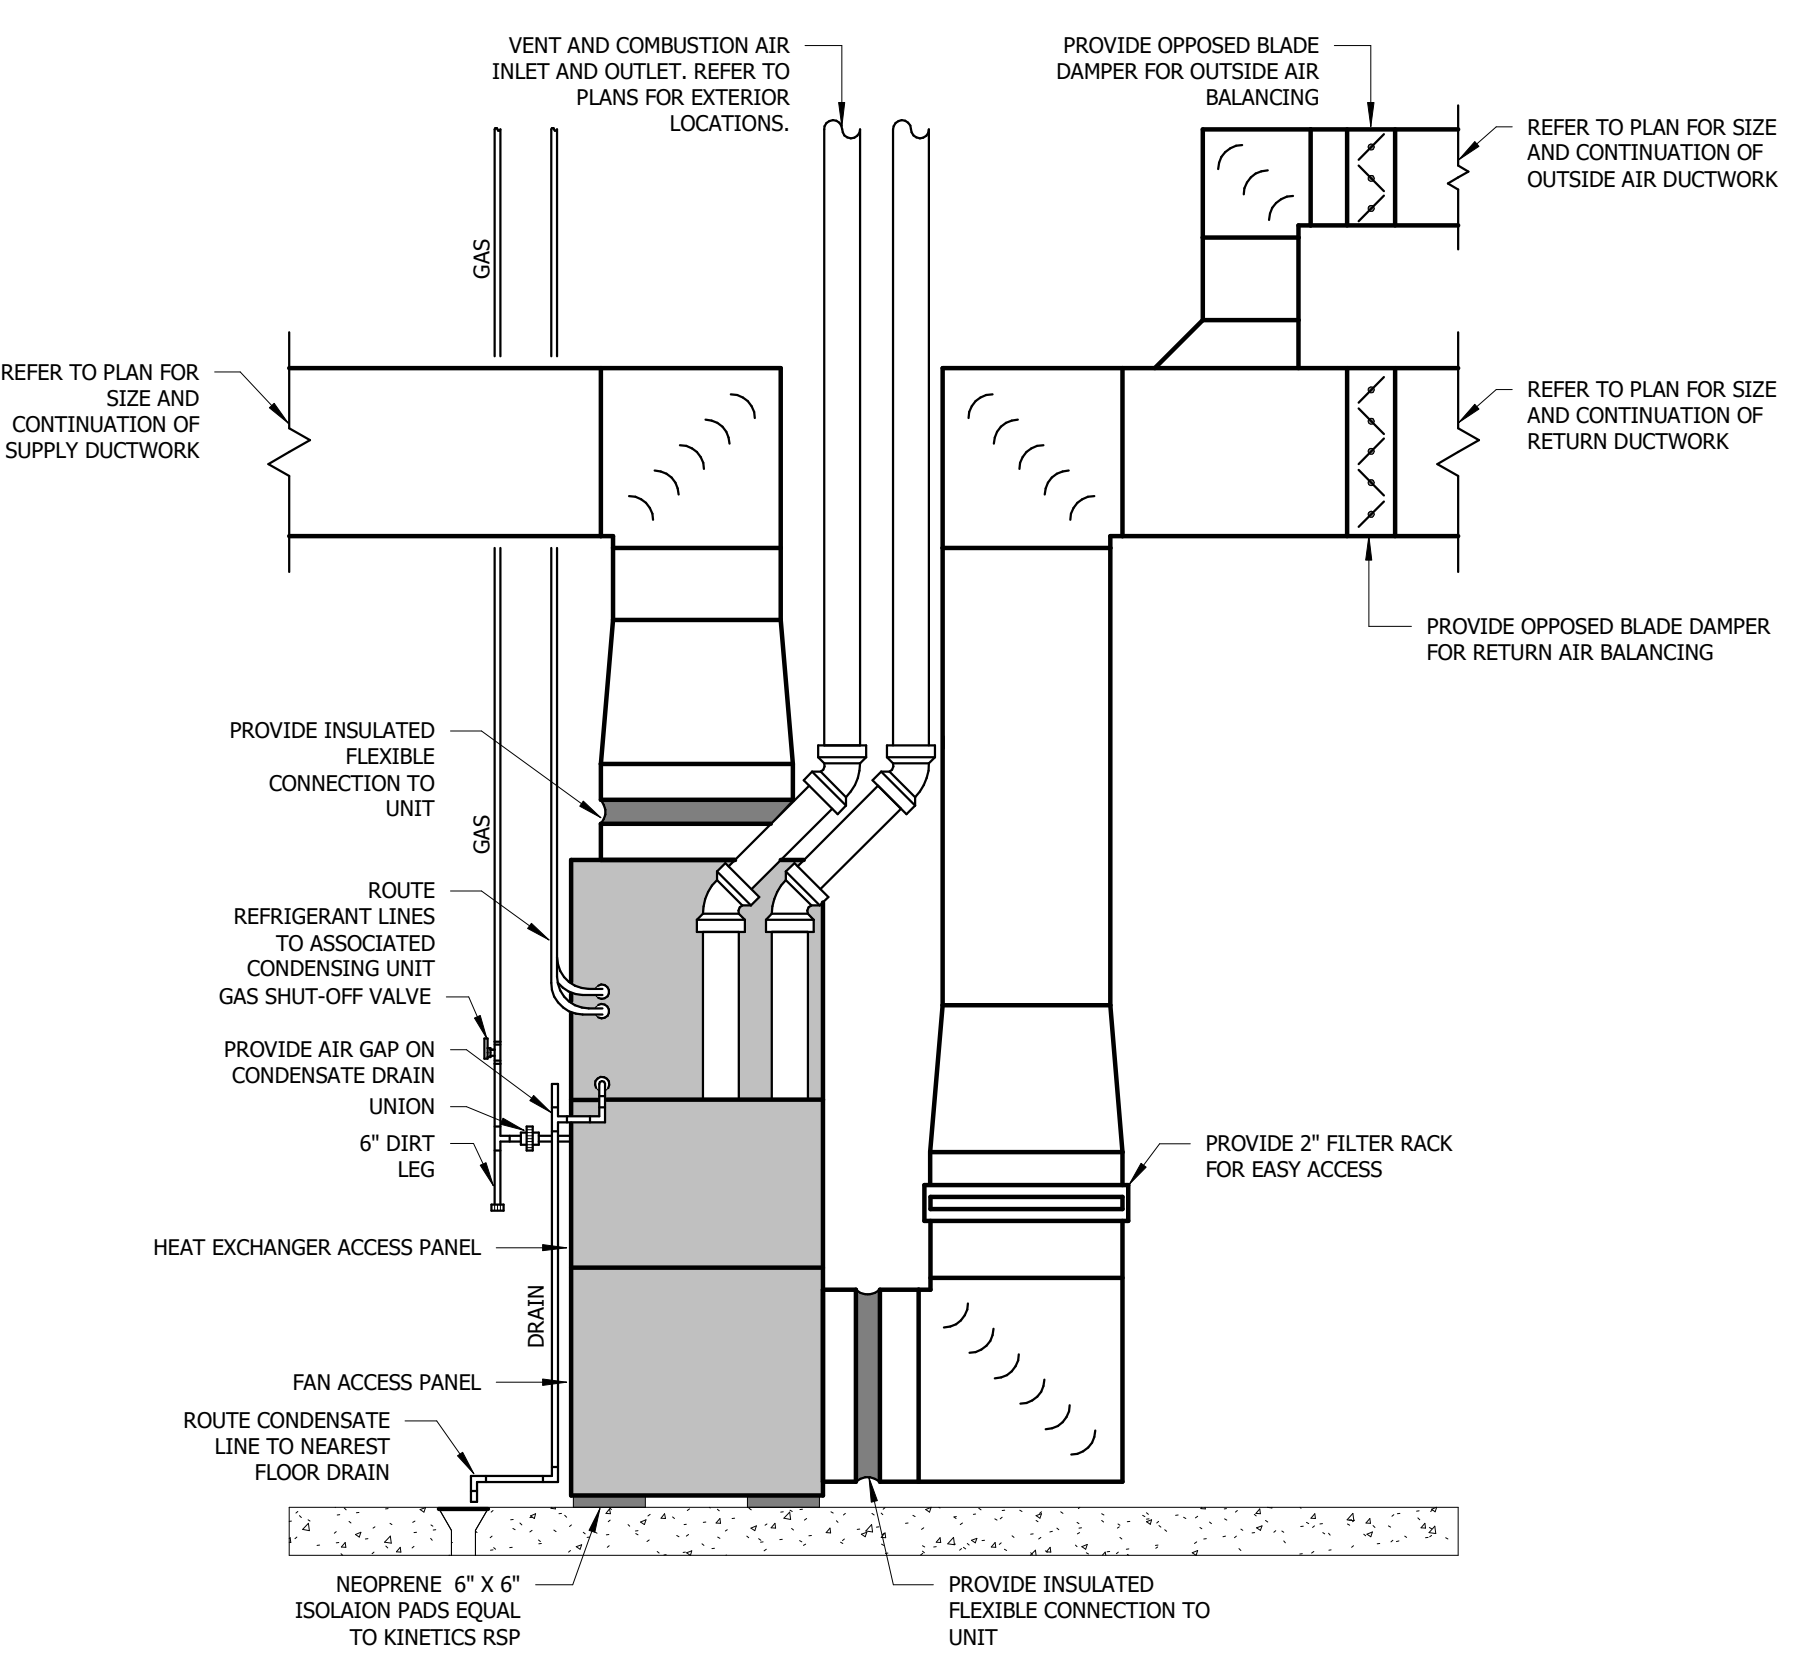 VENT AND COMBUSTION AIR
INLET AND OUTLET. REFER TO
PLANS FOR EXTERIOR
LOCATIONS.
PROVIDE OPPOSED BLADE
DAMPER FOR OUTSIDE AIR
BALANCING
REFER TO PLAN FOR SIZE
AND CONTINUATION OF
OUTSIDE AIR DUCTWORK
GAS
REFER TO PLAN FOR
SIZE AND
CONTINUATION OF
SUPPLY DUCTWORK
REFER TO PLAN FOR SIZE
AND CONTINUATION OF
RETURN DUCTWORK
PROVIDE OPPOSED BLADE DAMPER
FOR RETURN AIR BALANCING
PROVIDE INSULATED
FLEXIBLE
CONNECTION TO
UNIT
GAS
ROUTE
REFRIGERANT LINES
TO ASSOCIATED
CONDENSING UNIT
GAS SHUT-OFF VALVE
PROVIDE AIR GAP ON
CONDENSATE DRAIN
UNION
6" DIRT
LEG
PROVIDE 2" FILTER RACK
FOR EASY ACCESS
HEAT EXCHANGER ACCESS PANEL
DRAIN
FAN ACCESS PANEL
ROUTE CONDENSATE
LINE TO NEAREST
FLOOR DRAIN
NEOPRENE 6" X 6"
ISOLAION PADS EQUAL
TO KINETICS RSP
PROVIDE INSULATED
FLEXIBLE CONNECTION TO
UNIT